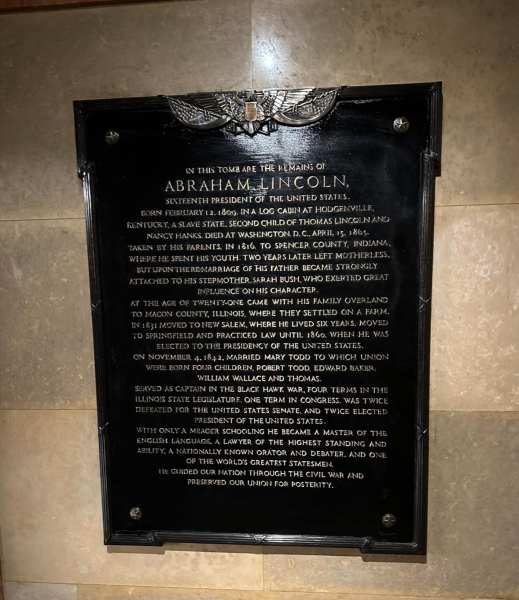 IN THIS TOMB ARE THE REMAINS OF
ABRAHAM LINCOLN,
SIXTEENTH PRESIDENT OF THE UNITED STATES.
BORN FEBRUARY 12, 1809, IN A LOG CABIN AT HODGENVILLE,
KENTUCKY, A SLAVE STATE, SECOND CHILD OF THOMAS LINCOLN AND
NANCY HANKS. DIED AT WASHINGTON, D.C., APRIL 15, 1865.
TAKEN BY HIS PARENTS, IN 1816, TO SPENCER COUNTY, INDIANA,
WHERE HE SPENT HIS YOUTH. TWO YEARS LATER LEFT MOTHERLESS,
BUT UPON THE REMARRIAGE OF HIS FATHER BECAME STRONGLY
ATTACHED TO HIS STEPMOTHER, SARAH BUSH, WHO EXERTED GREAT
INFLUENCE ON HIS CHARACTER.
AT THE AGE OF TWENTY-ONE CAME WITH HIS FAMILY OVERLAND
TO MACON COUNTY, ILLINOIS, WHERE THEY SETTLED ON A FARM.
IN 1831 MOVED TO NEW SALEM, WHERE HE LIVED SIX YEARS, MOVED
TO SPRINGFIELD AND PRACTICED LAW UNTIL 1860, WHEN HE WAS
ELECTED TO THE PRESIDENCY OF THE UNITED STATES.
ON NOVEMBER 4, 1842, MARRIED MARY TODD TO WHICH UNION
WERE BORN FOUR CHILDREN, ROBERT TODD, EDWARD BAKER,
WILLIAM WALLACE AND THOMAS.
SERVED AS CAPTAIN IN THE BLACK HAWK WAR, FOUR TERMS IN THE
ILLINOIS STATE LEGISLATURE, ONE TERM IN CONGRESS, WAS TWICE
DEFEATED FOR THE UNITED STATES SENATE, AND TWICE ELECTED
PRESIDENT OF THE UNITED STATES.
WITH ONLY A MEAGER SCHOOLING HE BECAME A MASTER OF THE
ENGLISH LANGUAGE, A LAWYER OF THE HIGHEST STANDING AND
ABILITY, A NATIONALLY KNOWN ORATOR AND DEBATER, AND ONE
OF THE WORLD'S GREATEST STATESMEN.
HE GUIDED OUR NATION THROUGH THE CIVIL WAR AND
PRESERVED OUR UNION FOR POSTERITY.